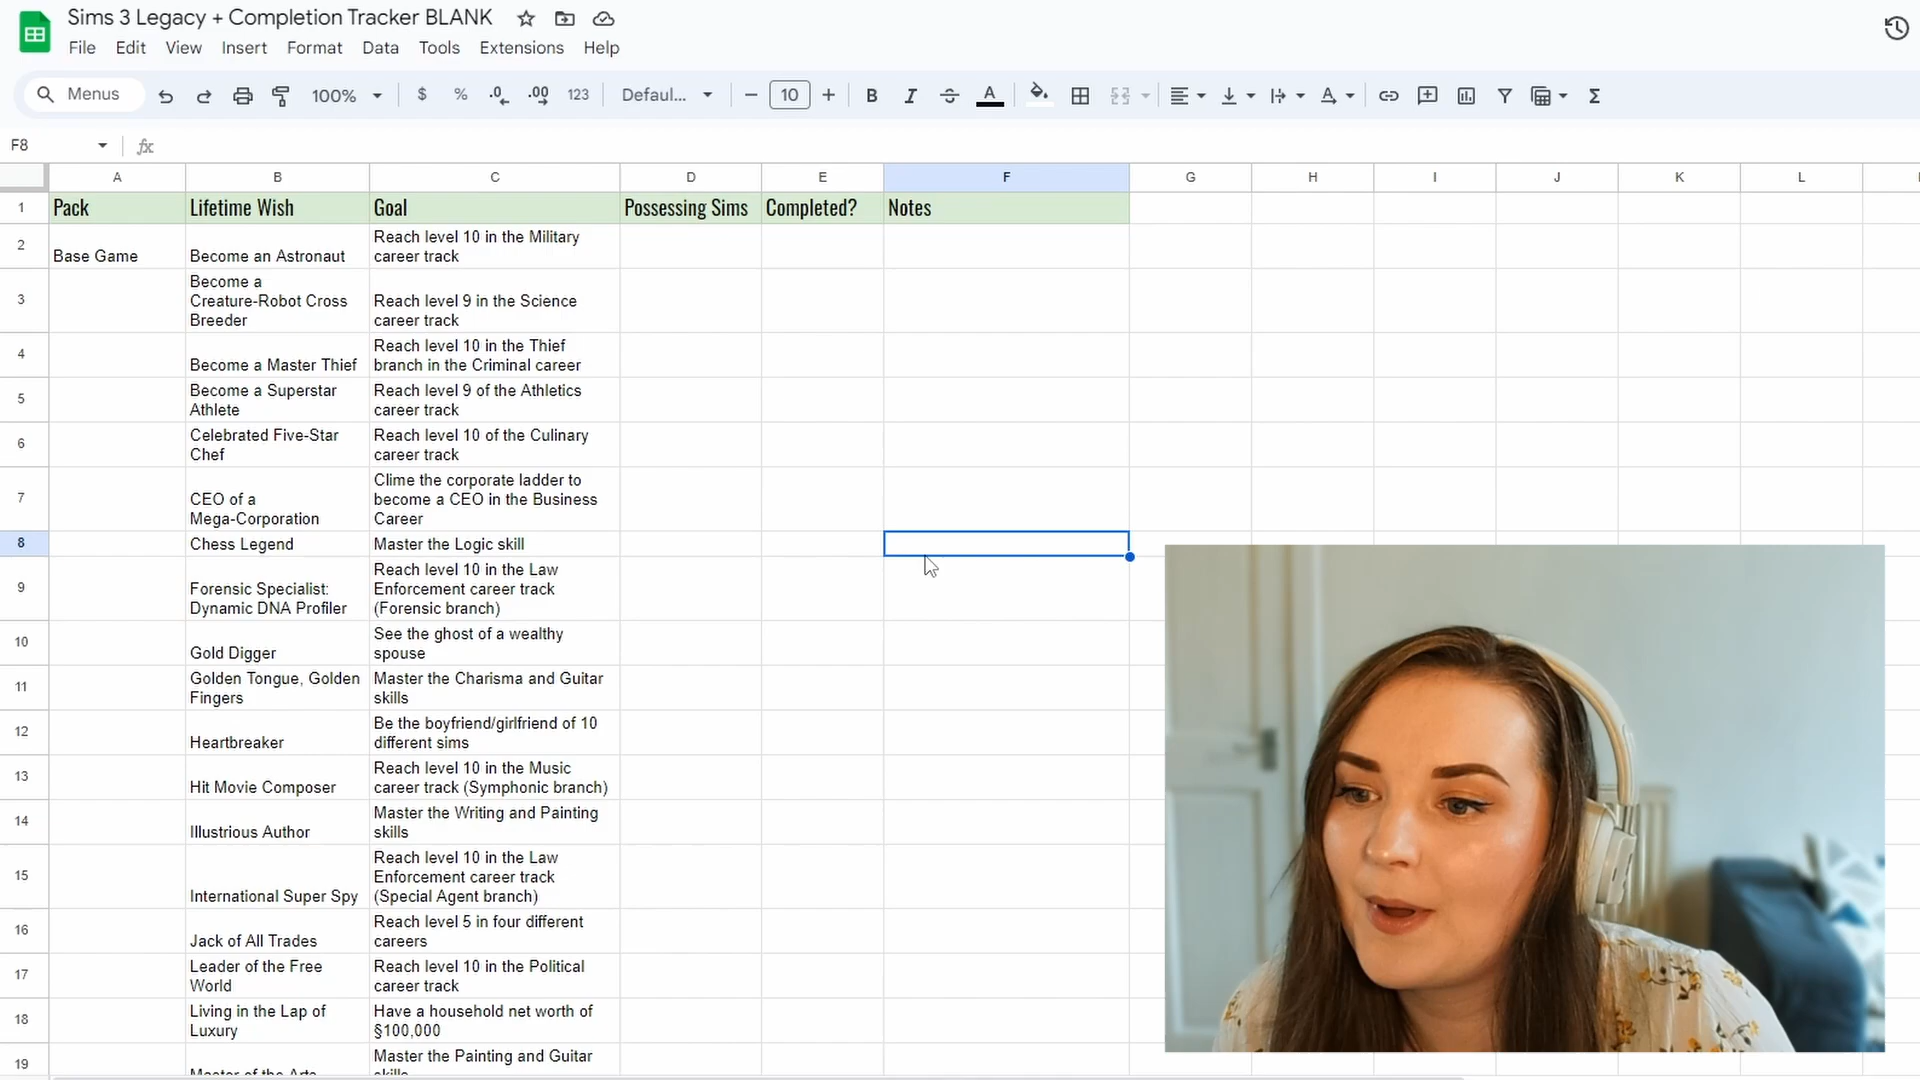 Sims 3 Legacy + Completion Tracker BLANK
File Edit View Insert Format Data Tools Extensions Help
Menus 100% $ % .0 .00 123 Defaul... 10 B I A Σ
F8 fx
A B C D E F G H I J K L
1 Pack Lifetime Wish Goal Possessing Sims Completed? Notes
Reach level 10 in the Military
2 Base Game Become an Astronaut career track
Become a
3 Creature-Robot Cross Reach level 9 in the Science
Breeder career track
Reach level 10 in the Thief
4 Become a Master Thief branch in the Criminal career
Become a Superstar Reach level 9 of the Athletics
5 Athlete career track
Celebrated Five-Star Reach level 10 of the Culinary
6 Chef career track
Clime the corporate ladder to
7 CEO of a become a CEO in the Business
Mega-Corporation Career
8 Chess Legend Master the Logic skill
Reach level 10 in the Law
9 Forensic Specialist: Enforcement career track
Dynamic DNA Profiler (Forensic branch)
See the ghost of a wealthy
10 Gold Digger spouse
Golden Tongue, Golden Master the Charisma and Guitar
11 Fingers skills
Be the boyfriend/girlfriend of 10
12 Heartbreaker different sims
Reach level 10 in the Music
13 Hit Movie Composer career track (Symphonic branch)
Master the Writing and Painting
14 Illustrious Author skills
Reach level 10 in the Law
15 Enforcement career track
International Super Spy (Special Agent branch)
Reach level 5 in four different
16 Jack of All Trades careers
Leader of the Free Reach level 10 in the Political
17 World career track
Living in the Lap of Have a household net worth of
18 Luxury §100,000
Master the Painting and Guitar
19 Master of the Arts skills